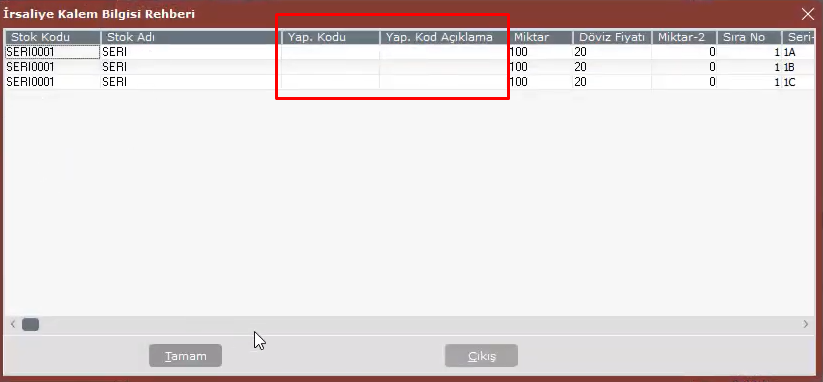 İrsaliye Kalem Bilgisi Rehberi
Stok Kodu Stok Adı Yap. Kodu Yap. Kod Açıklama Miktar Döviz Fiyatı Miktar-2 Sıra No Seri-
SERI0001 SERI 100 20 0 1 1A
SERI0001 SERI 100 20 0 1 1B
SERI0001 SERI 100 20 0 1 1C
Tamam Çıkış